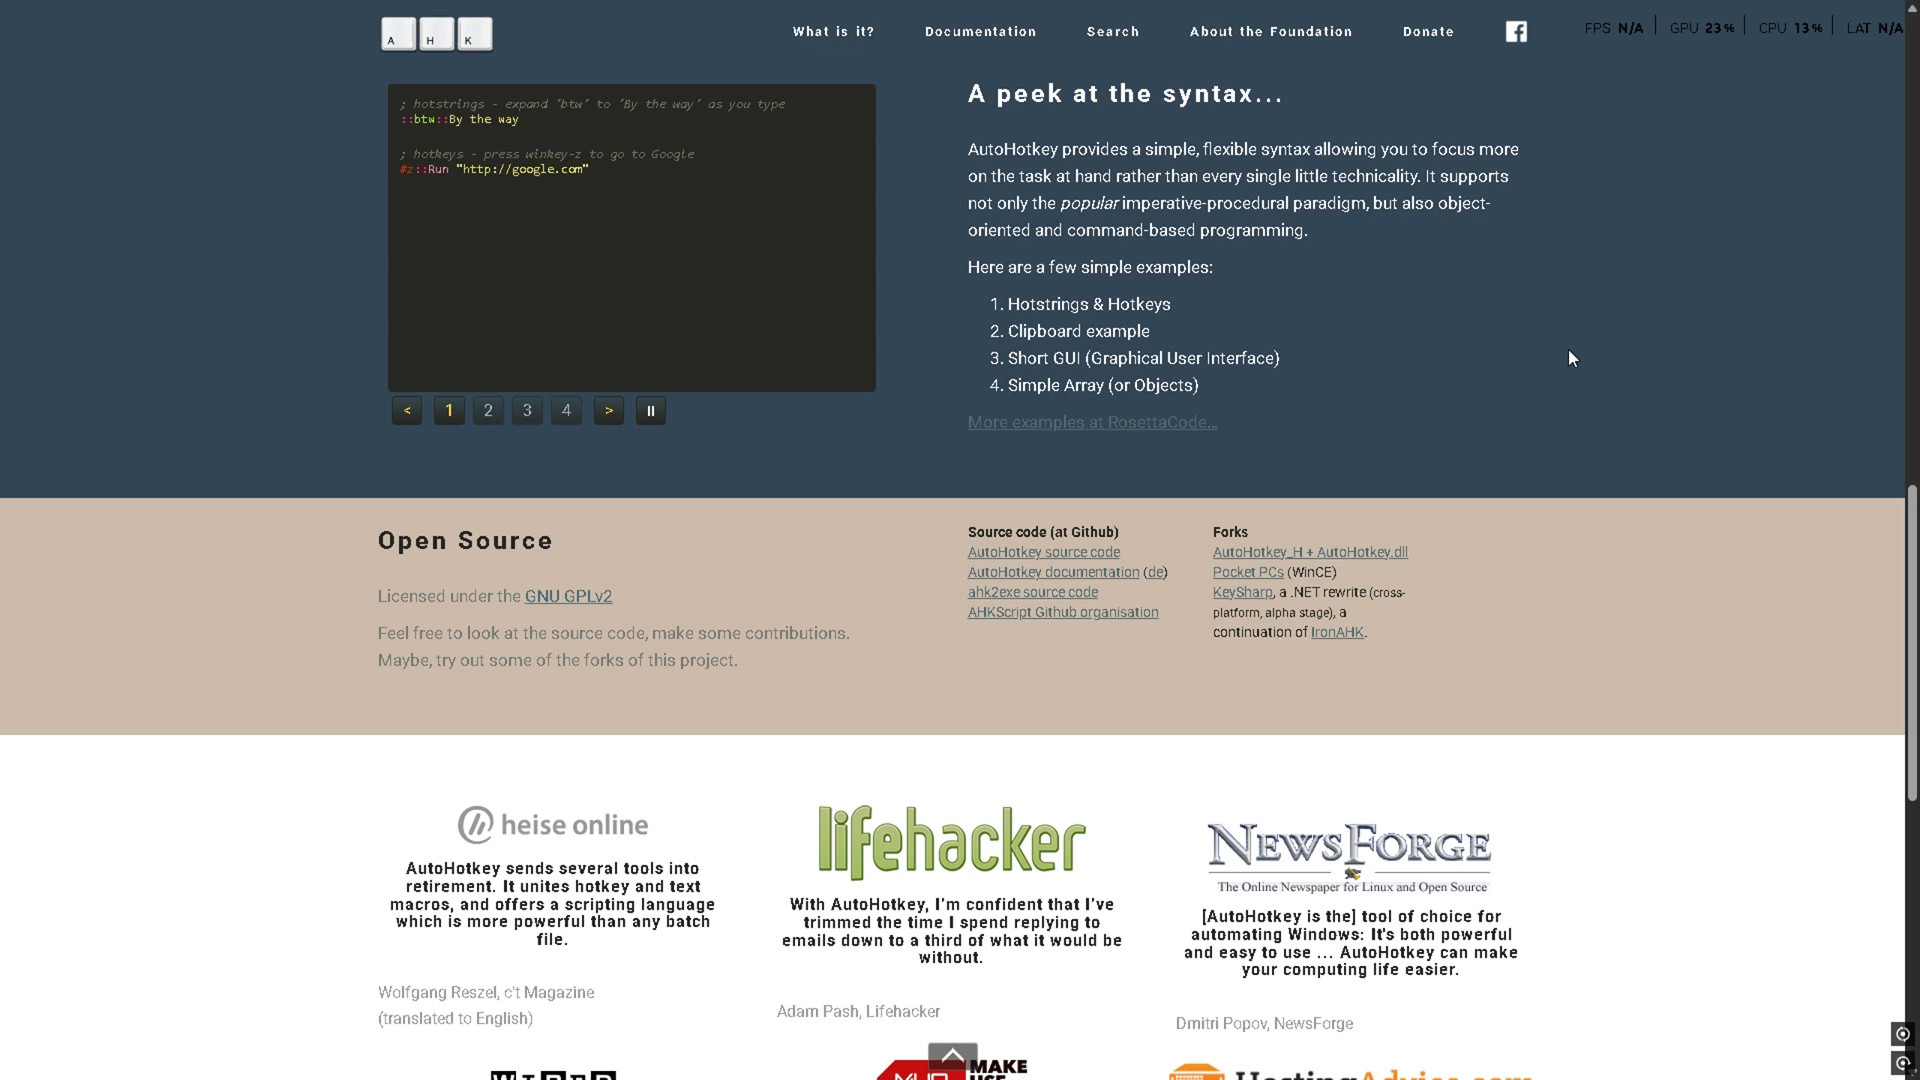 A H K
What is it?
Documentation
Search
About the Foundation
Donate
FPS N/A GPU 23% CPU 13% LAT N/A
; hotstrings - expand 'btw' to 'By the way' as you type
::btw::By the way
; hotkeys - press winkey-z to go to Google
#z::Run "http://google.com"
< 1 2 3 4 >
A peek at the syntax...
AutoHotkey provides a simple, flexible syntax allowing you to focus more
on the task at hand rather than every single little technicality. It supports
not only the popular imperative-procedural paradigm, but also object-
oriented and command-based programming.
Here are a few simple examples:
1. Hotstrings & Hotkeys
2. Clipboard example
3. Short GUI (Graphical User Interface)
4. Simple Array (or Objects)
More examples at RosettaCode...
Open Source
Licensed under the GNU GPLv2
Feel free to look at the source code, make some contributions.
Maybe, try out some of the forks of this project.
Source code (at Github)
AutoHotkey source code
AutoHotkey documentation (de)
ahk2exe source code
AHKScript Github organisation
Forks
AutoHotkey_H + AutoHotkey.dll
Pocket PCs (WinCE)
KeySharp, a .NET rewrite (cross-
platform, alpha stage), a
continuation of IronAHK.
heise online
AutoHotkey sends several tools into
retirement. It unites hotkey and text
macros, and offers a scripting language
which is more powerful than any batch
file.
Wolfgang Reszel, c't Magazine
(translated to English)
lifehacker
With AutoHotkey, I'm confident that I've
trimmed the time I spend replying to
emails down to a third of what it would be
without.
Adam Pash, Lifehacker
NEWSFORGE
The Online Newspaper for Linux and Open Source
[AutoHotkey is the] tool of choice for
automating Windows: It's both powerful
and easy to use ... AutoHotkey can make
your computing life easier.
Dmitri Popov, NewsForge
WIRED
MUO MAKE
USE
HostingAdvice.com